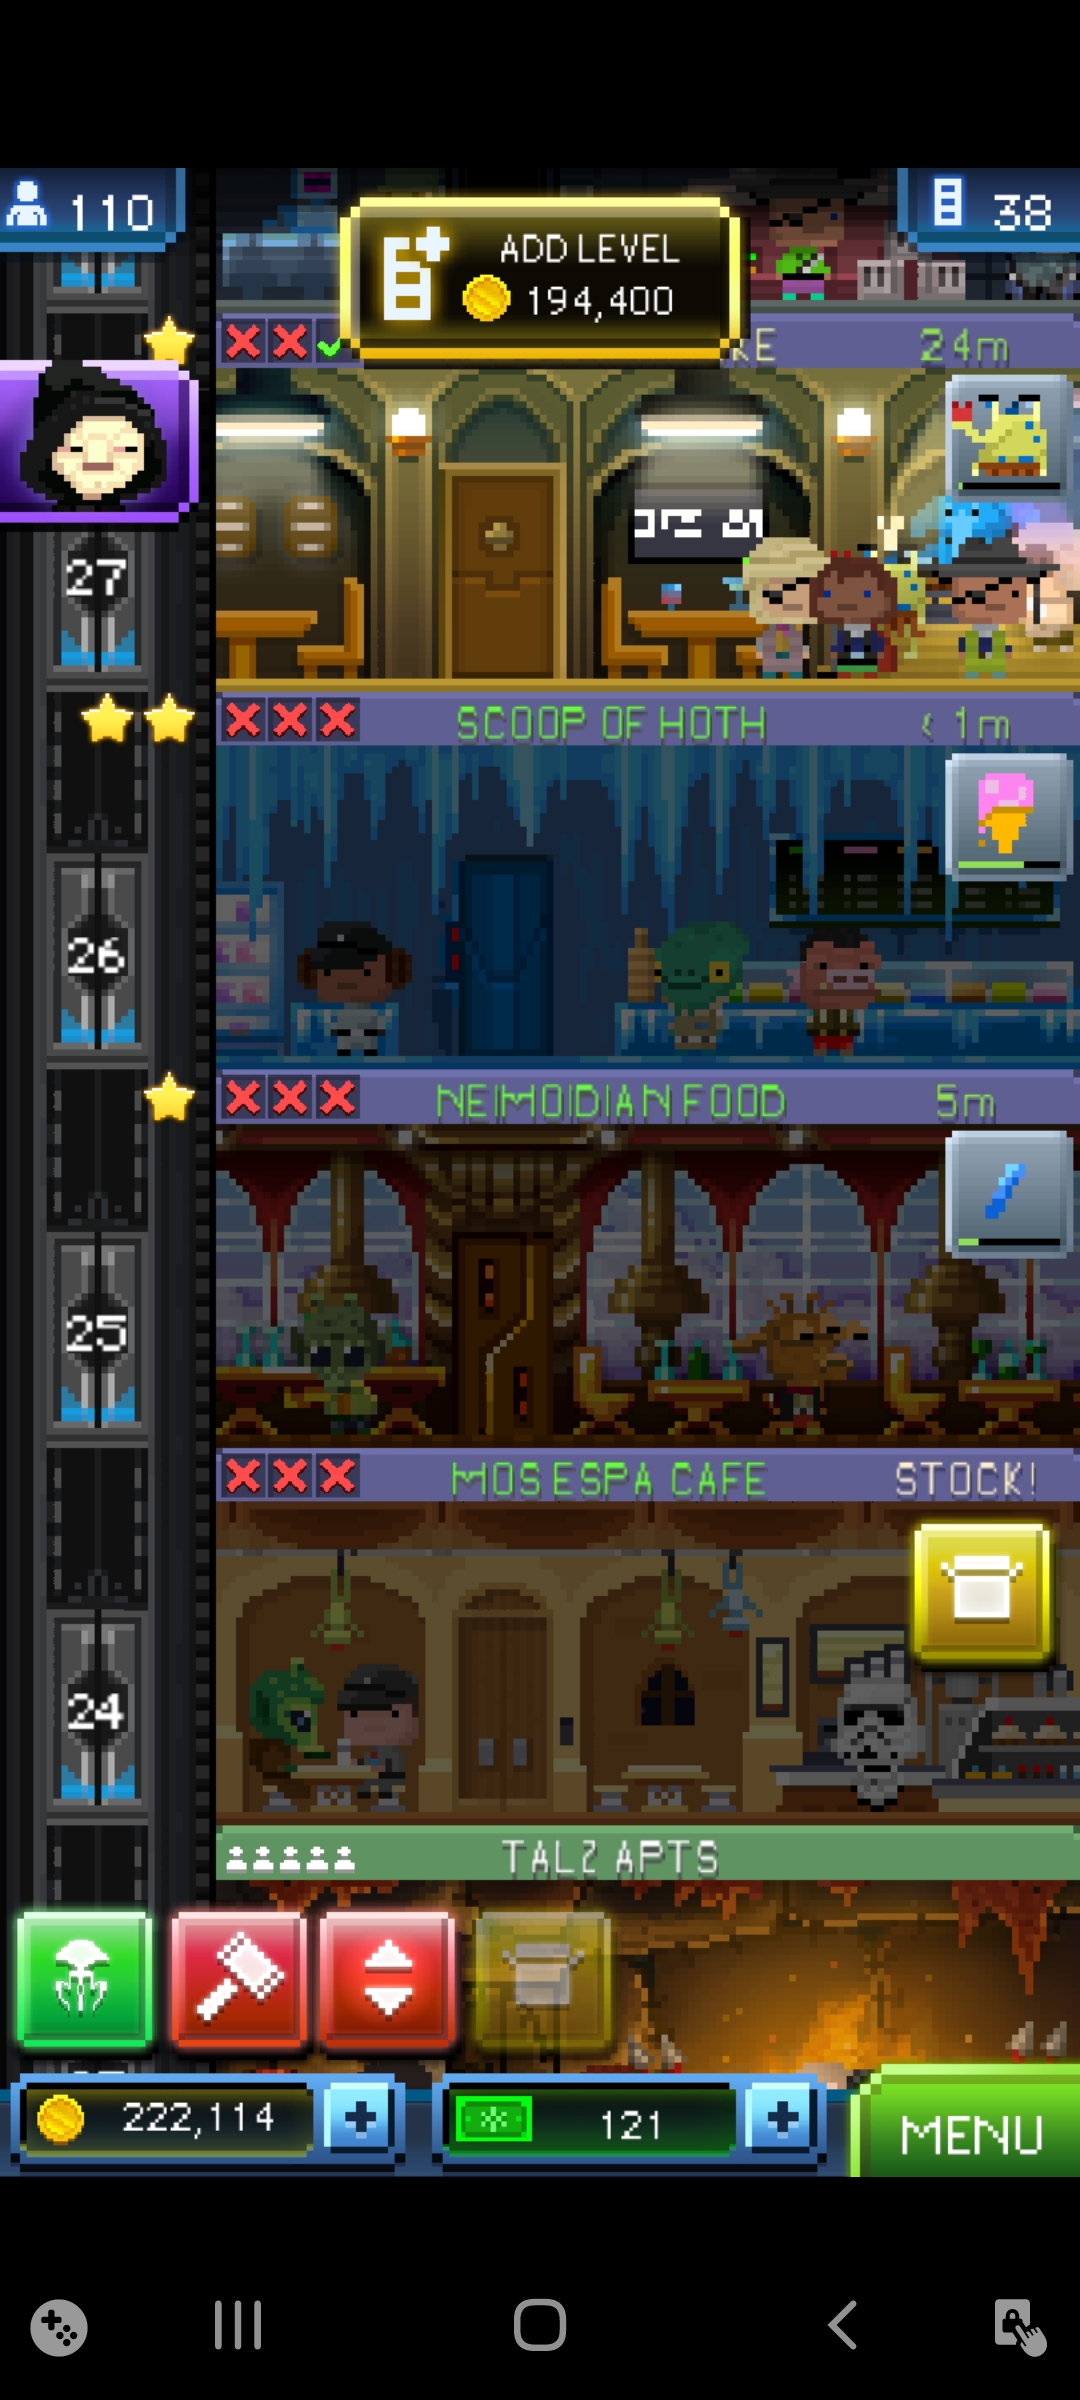 110
38
ADD LEVEL
194,400
KE 24m
27
SCOOP OF HOTH < 1m
26
NEIMOIDIAN FOOD 5m
25
MOS ESPA CAFE STOCK!
24
TALZ APTS
222,114
121
MENU